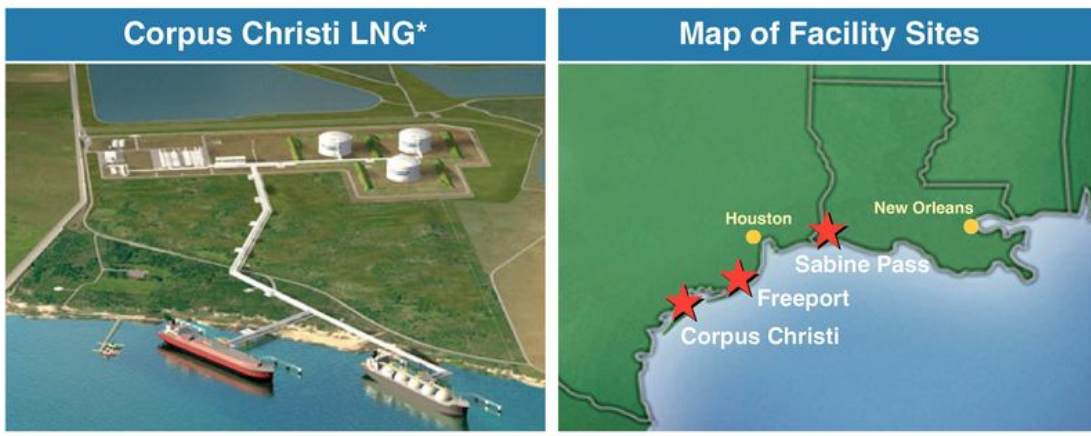 Corpus Christi LNG*
Map of Facility Sites
Houston
New Orleans
Sabine Pass
Freeport
Corpus Christi